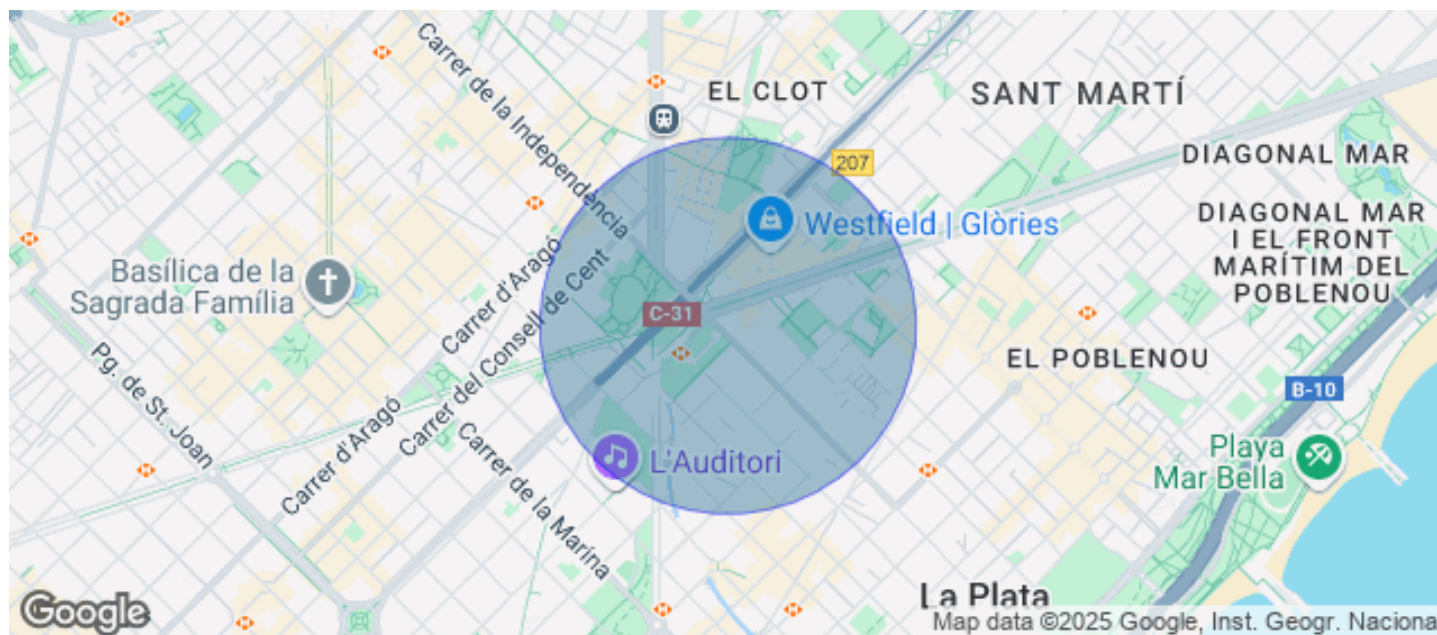 Carrer de la Independència
EL CLOT
SANT MARTÍ
207
DIAGONAL MAR
Westfield | Glòries
DIAGONAL MAR
I EL FRONT
MARÍTIM DEL
POBLENOU
Basílica de la
Sagrada Família
Carrer d'Aragó
Carrer del Consell de Cent
C-31
Pg. de St. Joan
EL POBLENOU
B-10
Carrer d'Aragó
L'Auditori
Carrer de la Marina
Playa
Mar Bella
La Plata
Google
Map data ©2025 Google, Inst. Geogr. Naciona